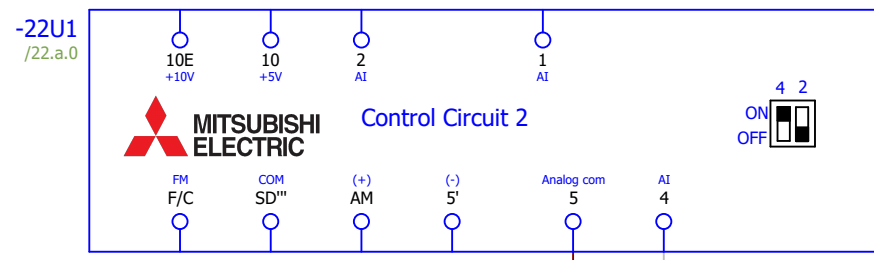 -22U1
/22.a.0
10E 10 2 1
+10V +5V AI AI
4 2
MITSUBISHI
ELECTRIC
Control Circuit 2
ON
OFF
FM COM (+) (-) Analog com AI
F/C SD''' AM 5' 5 4